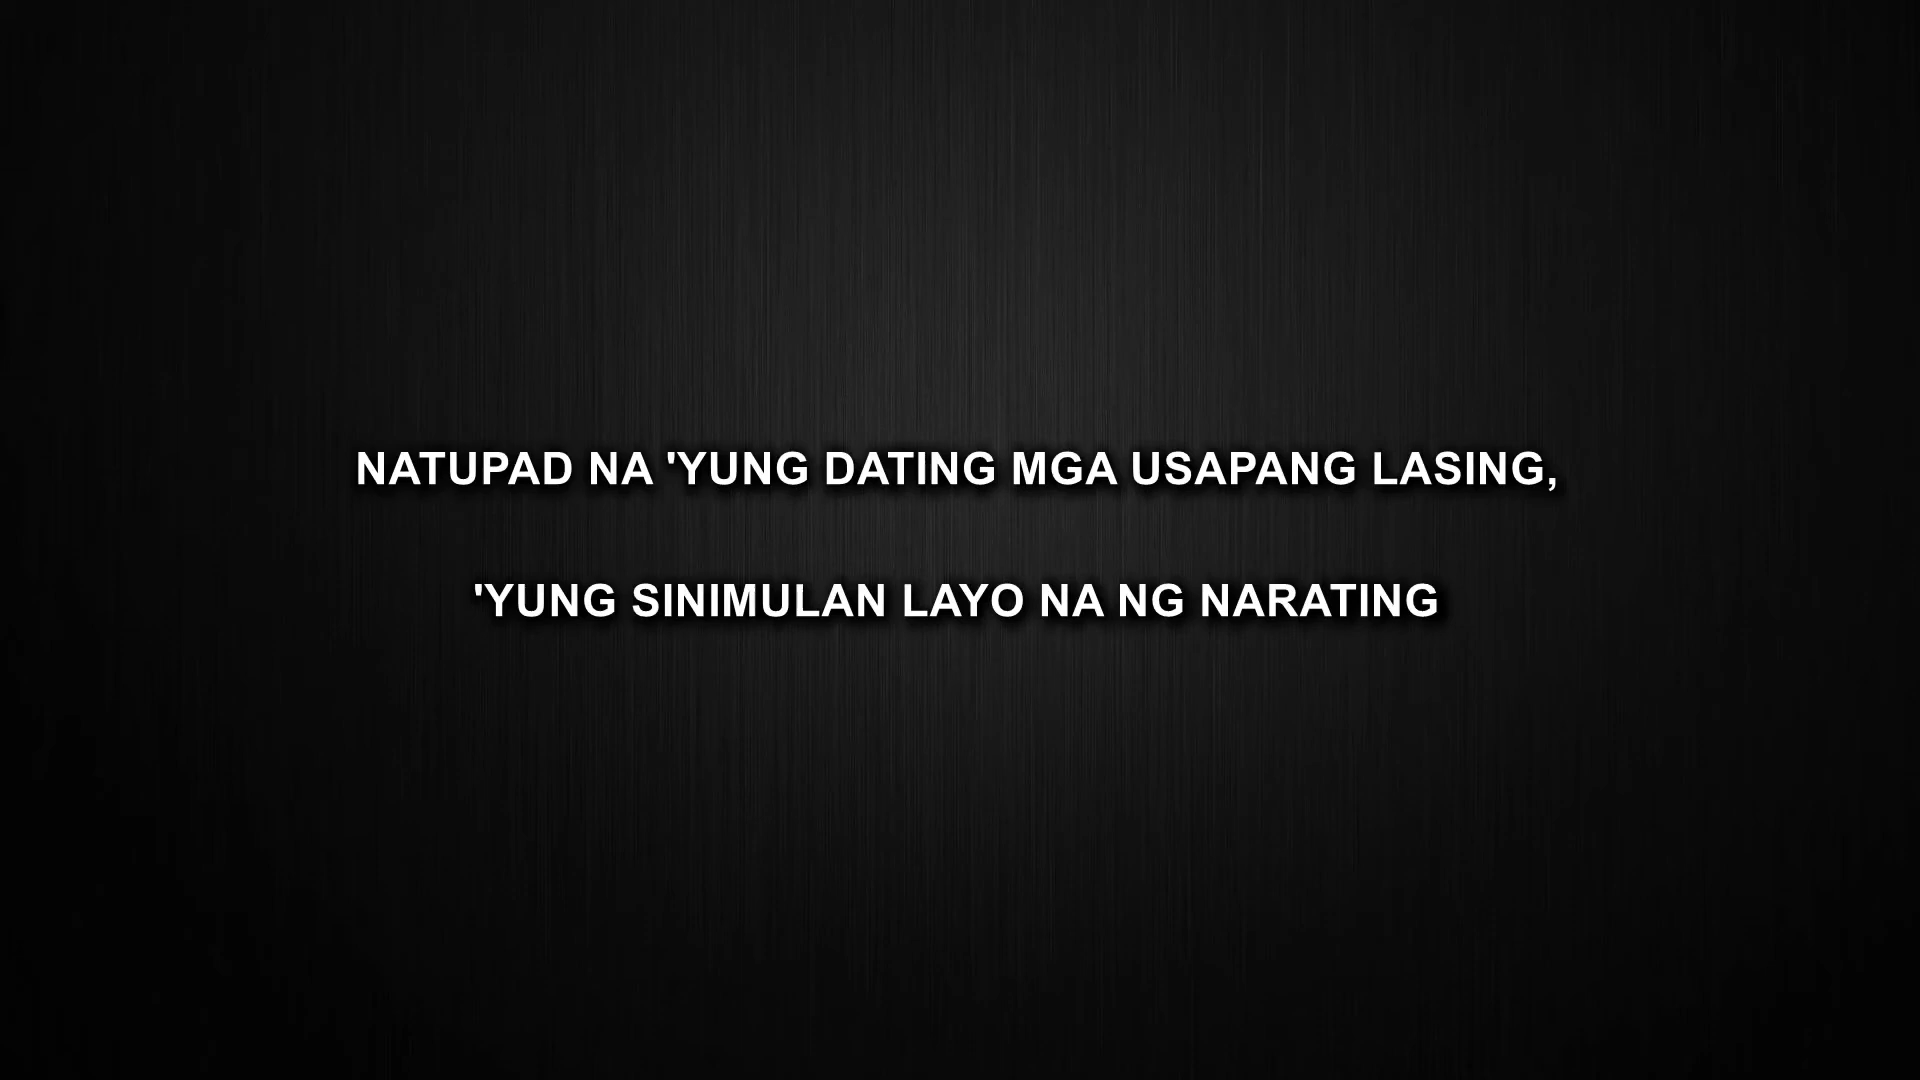 NATUPAD NA 'YUNG DATING MGA USAPANG LASING,
'YUNG SINIMULAN LAYO NA NG NARATING